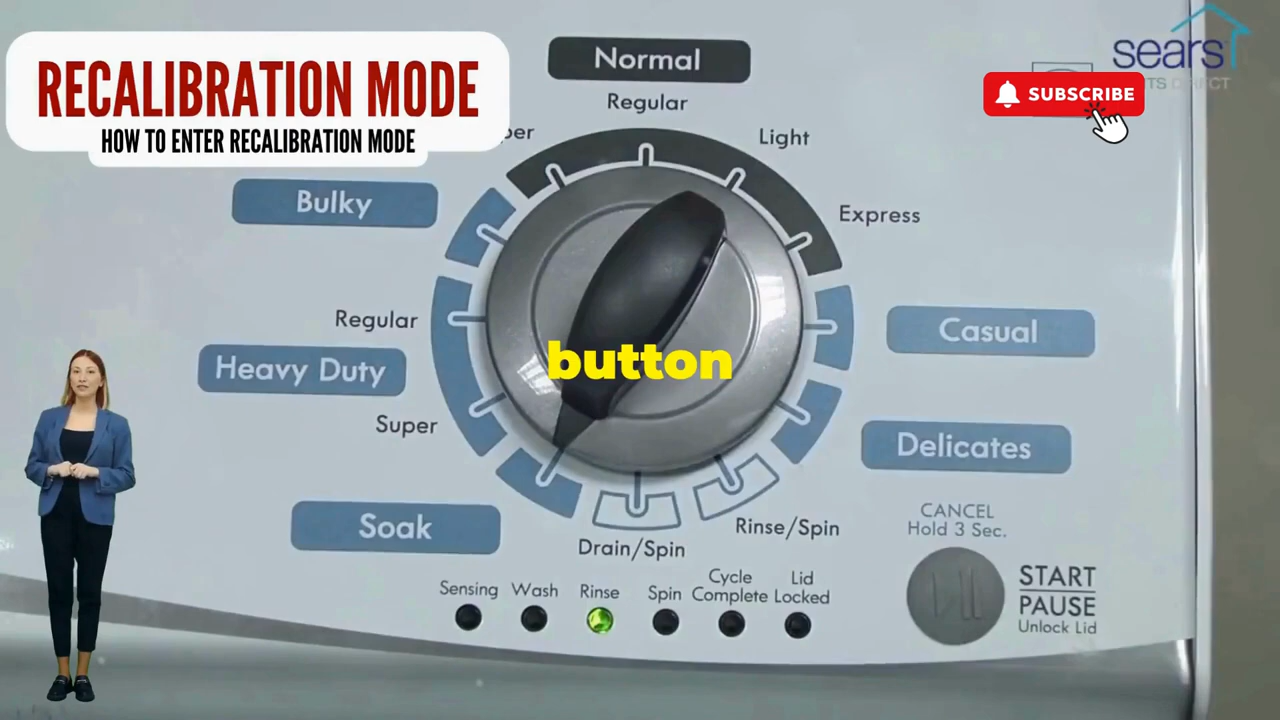 sears
RECALIBRATION MODE
HOW TO ENTER RECALIBRATION MODE
SUBSCRIBE
Normal
Regular
Light
Express
Bulky
Regular
Heavy Duty
Super
Soak
Casual
Delicates
Rinse/Spin
Drain/Spin
button
CANCEL
Hold 3 Sec.
START
PAUSE
Unlock Lid
Sensing
Wash
Rinse
Spin
Cycle
Complete
Lid
Locked